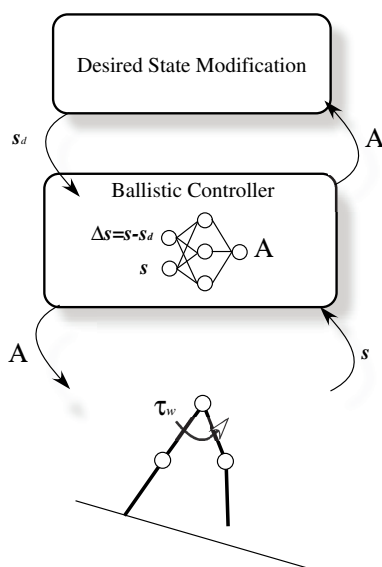 Desired State Modification
s_d
A
Ballistic Controller
Δs=s-s_d
s
A
A
s
τ_w